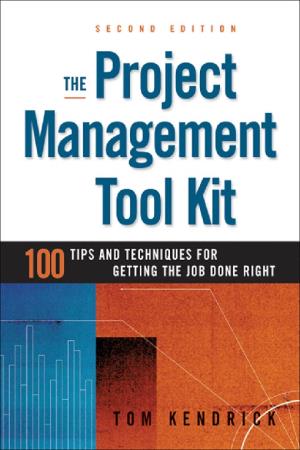 SECOND EDITION
THE Project
Management
Tool Kit
100 TIPS AND TECHNIQUES FOR
GETTING THE JOB DONE RIGHT
TOM KENDRICK